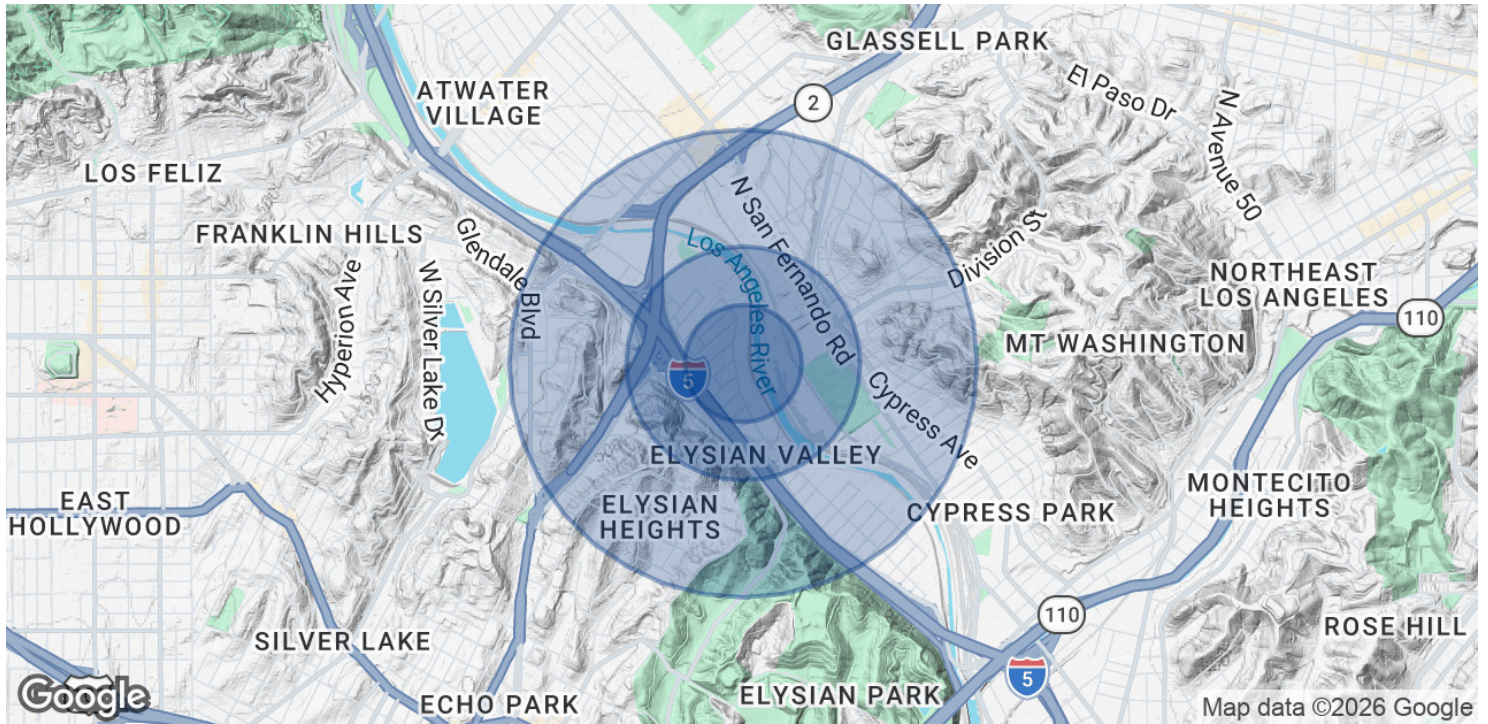 GLASSELL PARK
2
El Paso Dr
N Avenue 50
ATWATER
VILLAGE
LOS FELIZ
FRANKLIN HILLS
Glendale Blvd
Hyperion Ave
W Silver Lake Dr
N San Fernando Rd
Los Angeles River
Division St
NORTHEAST
LOS ANGELES
110
MT WASHINGTON
5
Cypress Ave
ELYSIAN VALLEY
EAST
HOLLYWOOD
ELYSIAN
HEIGHTS
CYPRESS PARK
MONTECITO
HEIGHTS
110
SILVER LAKE
ROSE HILL
5
ECHO PARK
ELYSIAN PARK
Google
Map data ©2026 Google